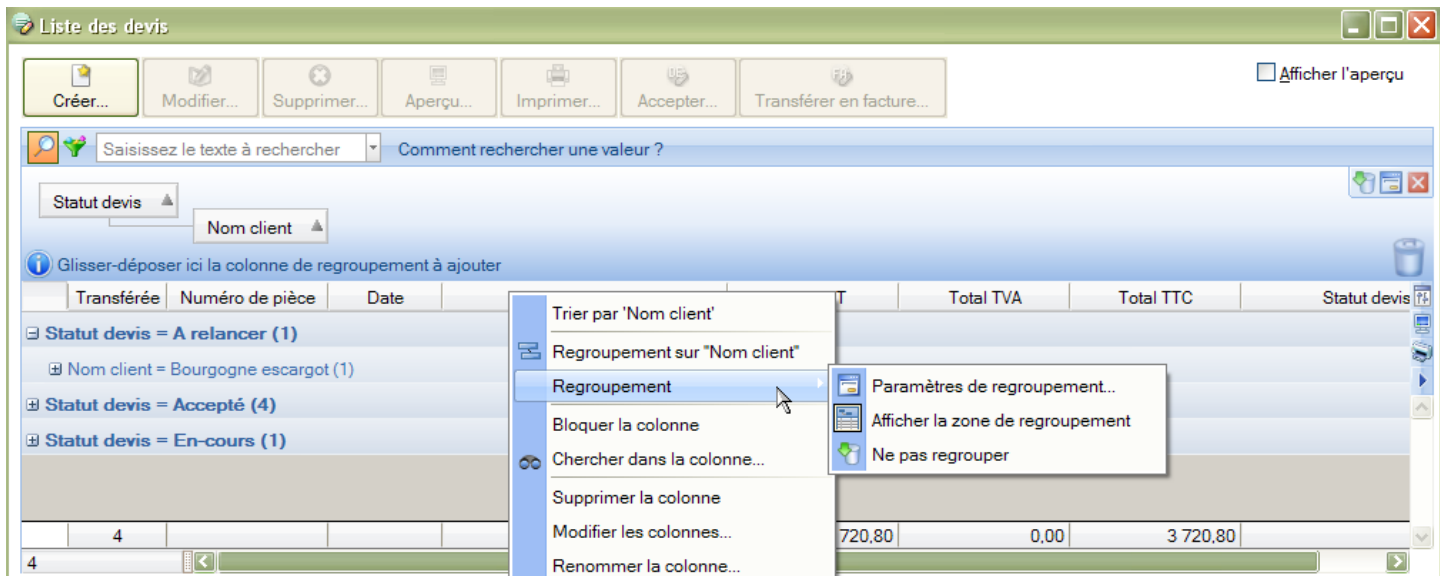 Liste des devis
Créer... Modifier... Supprimer... Aperçu... Imprimer... Accepter... Transférer en facture... Afficher l'aperçu
Saisissez le texte à rechercher Comment rechercher une valeur ?
Statut devis
Nom client
Glisser-déposer ici la colonne de regroupement à ajouter
Transférée Numéro de pièce Date T Total TVA Total TTC Statut devis
Statut devis = A relancer (1)
Nom client = Bourgogne escargot (1)
Statut devis = Accepté (4)
Statut devis = En-cours (1)
Trier par 'Nom client'
Regroupement sur "Nom client"
Regroupement
Bloquer la colonne
Chercher dans la colonne...
Supprimer la colonne
Modifier les colonnes...
Renommer la colonne...
Paramètres de regroupement...
Afficher la zone de regroupement
Ne pas regrouper
4 720,80 0,00 3 720,80
4